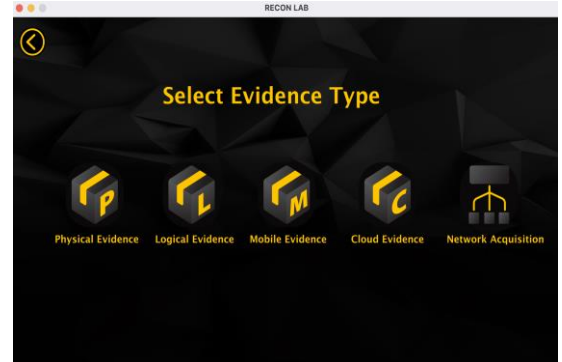 RECON LAB
Select Evidence Type
P L M C
Physical Evidence Logical Evidence Mobile Evidence Cloud Evidence Network Acquisition